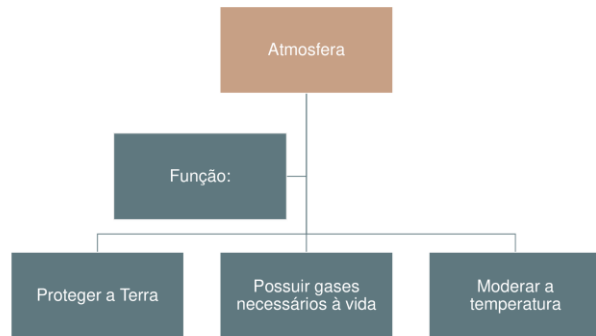 Atmosfera
Função:
Proteger a Terra
Possuir gases
necessários à vida
Moderar a
temperatura